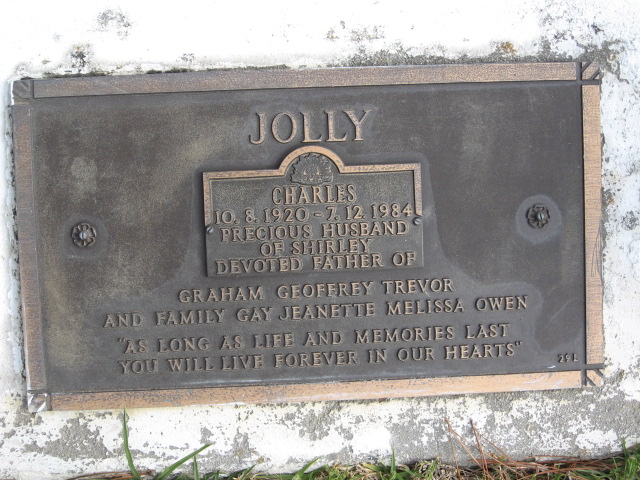 JOLLY
CHARLES
10. 8. 1920 - 7. 12. 1984
PRECIOUS HUSBAND
OF SHIRLEY
DEVOTED FATHER OF
GRAHAM GEOFFREY TREVOR
AND FAMILY GAY JEANETTE MELISSA OWEN
"AS LONG AS LIFE AND MEMORIES LAST
YOU WILL LIVE FOREVER IN OUR HEARTS"